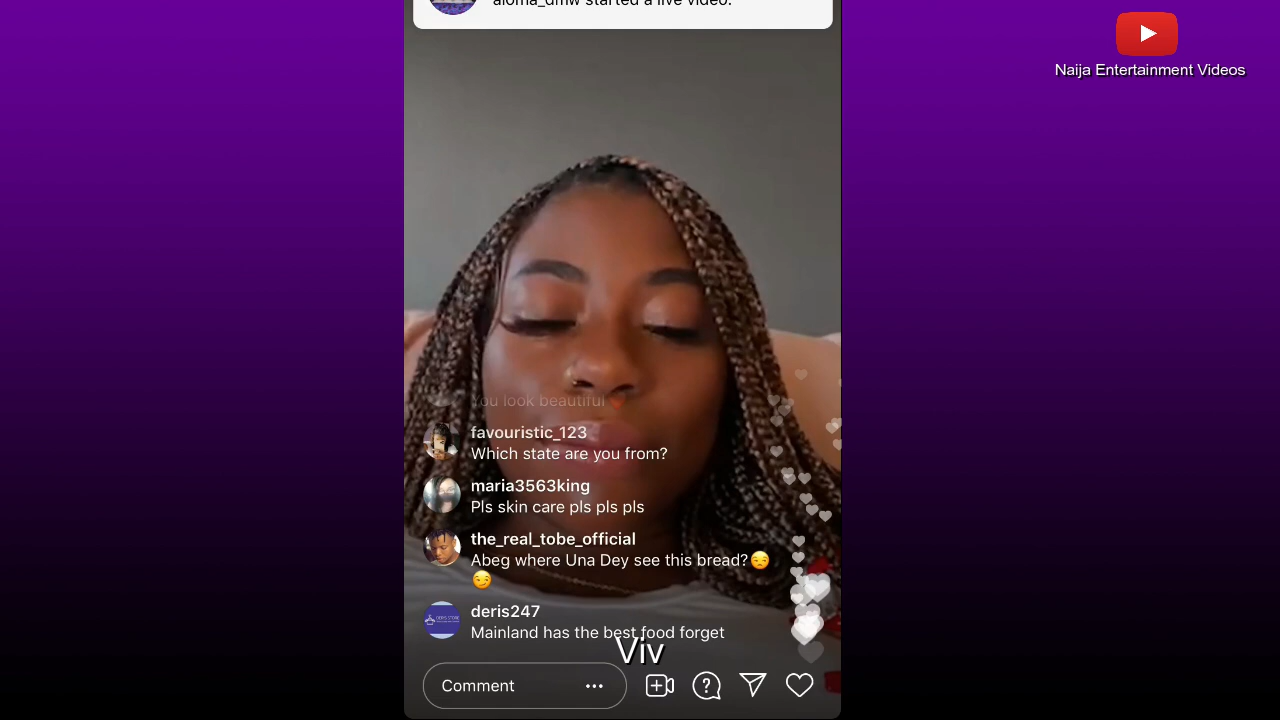 aloma_dmw started a live video.
Naija Entertainment Videos
You look beautiful
favouristic_123
Which state are you from?
maria3563king
Pls skin care pls pls pls
the_real_tobe_official
Abeg where Una Dey see this bread?😒
😏
deris247
Mainland has the best food forget
Viv
Comment